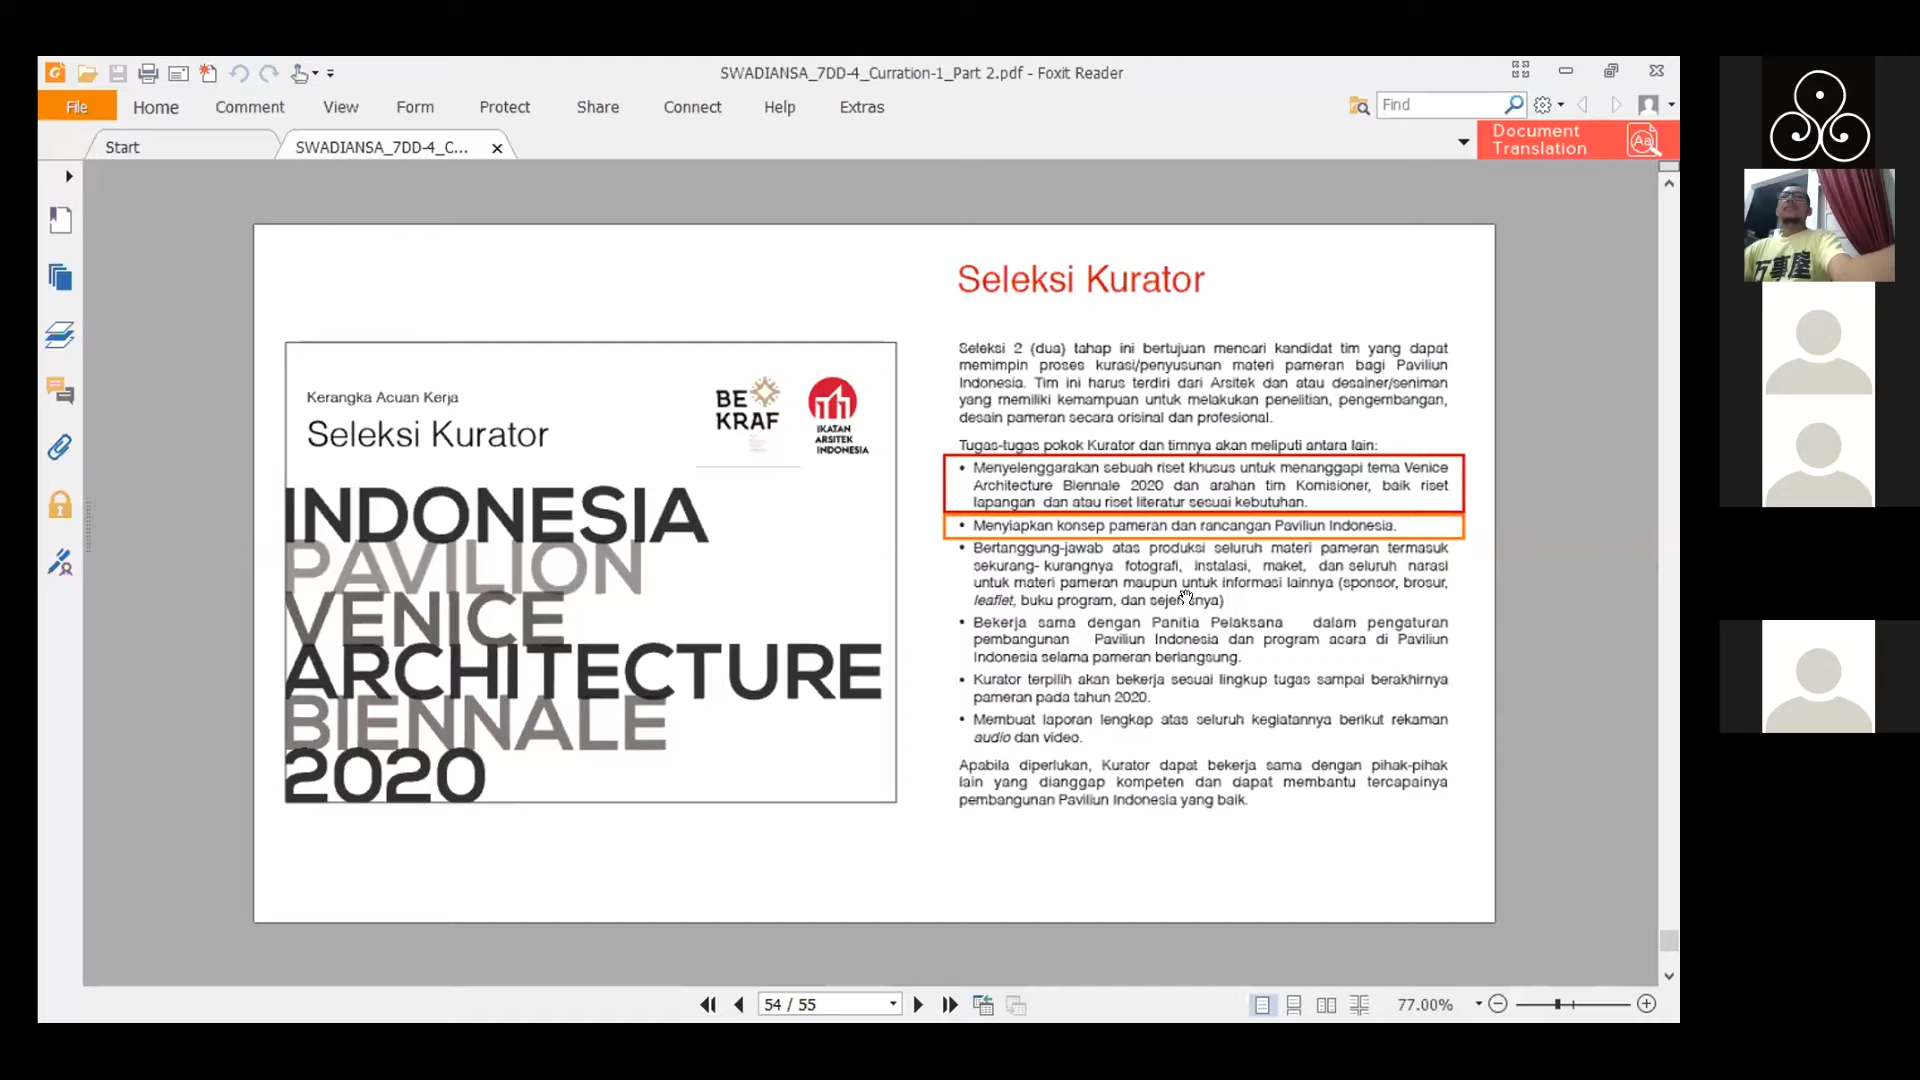 SWADIANSA_7DD-4_Curration-1_Part 2.pdf - Foxit Reader
File Home Comment View Form Protect Share Connect Help Extras
Find
Start
SWADIANSA_7DD-4_C...
Document
Translation
Kerangka Acuan Kerja
Seleksi Kurator
BE
KRAF
IKATAN
ARSITEK
INDONESIA
INDONESIA
PAVILION
VENICE
ARCHITECTURE
BIENNALE
2020
Seleksi Kurator
Seleksi 2 (dua) tahap ini bertujuan mencari kandidat tim yang dapat
memimpin proses kurasi/penyusunan materi pameran bagi Paviliun
Indonesia. Tim ini harus terdiri dari Arsitek dan atau desainer/seniman
yang memiliki kemampuan untuk melakukan penelitian, pengembangan,
desain pameran secara orisinal dan profesional.
Tugas-tugas pokok Kurator dan timnya akan meliputi antara lain:
• Menyelenggarakan sebuah riset khusus untuk menanggapi tema Venice
Architecture Biennale 2020 dan arahan tim Komisioner, baik riset
lapangan dan atau riset literatur sesuai kebutuhan.
• Menyiapkan konsep pameran dan rancangan Paviliun Indonesia.
• Bertanggung-jawab atas produksi seluruh materi pameran termasuk
sekurang- kurangnya fotografi, instalasi, maket, dan seluruh narasi
untuk materi pameran maupun untuk informasi lainnya (sponsor, brosur,
leaflet, buku program, dan sejenisnya)
• Bekerja sama dengan Panitia Pelaksana dalam pengaturan
pembangunan Paviliun Indonesia dan program acara di Paviliun
Indonesia selama pameran berlangsung.
• Kurator terpilih akan bekerja sesuai lingkup tugas sampai berakhirnya
pameran pada tahun 2020.
• Membuat laporan lengkap atas seluruh kegiatannya berikut rekaman
audio dan video.
Apabila diperlukan, Kurator dapat bekerja sama dengan pihak-pihak
lain yang dianggap kompeten dan dapat membantu tercapainya
pembangunan Paviliun Indonesia yang baik.
万事屋
54 / 55
77.00%